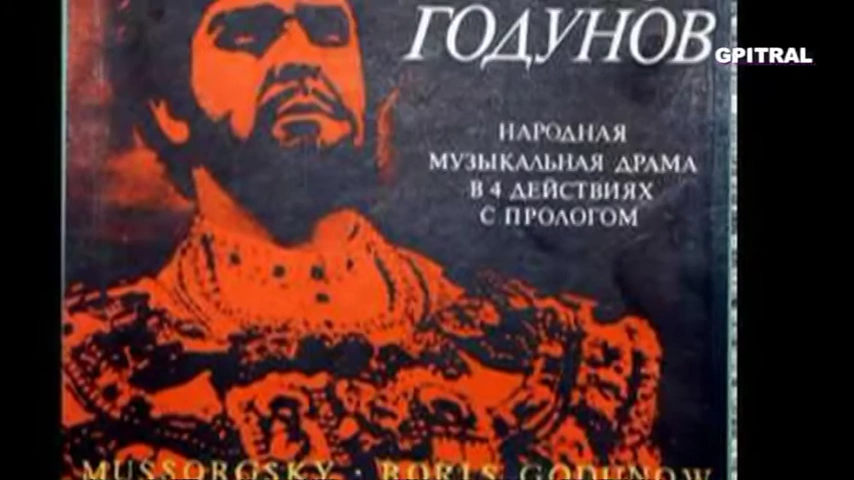 ГОДУНОВ
GPITRAL
НАРОДНАЯ
МУЗЫКАЛЬНАЯ ДРАМА
В 4 ДЕЙСТВИЯХ
С ПРОЛОГОМ
MUSSORGSKY · BORIS GODUNOW